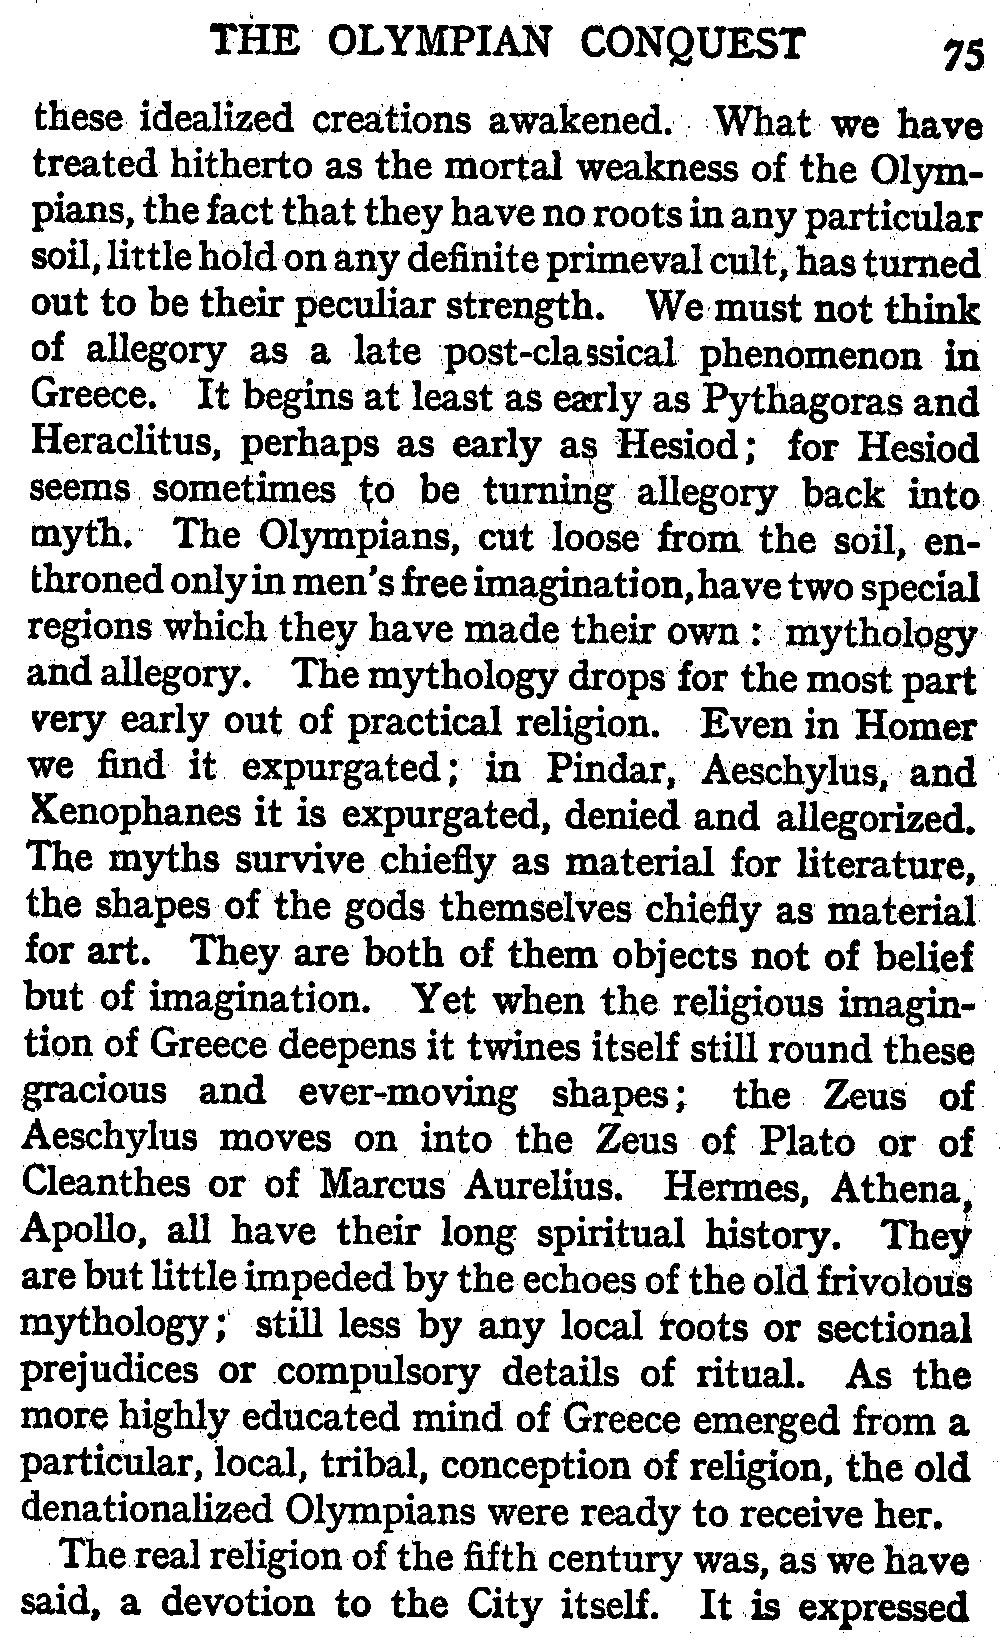 THE OLYMPIAN CONQUEST 75
these idealized creations awakened. What we have
treated hitherto as the mortal weakness of the Olym-
pians, the fact that they have no roots in any particular
soil, little hold on any definite primeval cult, has turned
out to be their peculiar strength. We must not think
of allegory as a late post-classical phenomenon in
Greece. It begins at least as early as Pythagoras and
Heraclitus, perhaps as early as Hesiod; for Hesiod
seems sometimes to be turning allegory back into
myth. The Olympians, cut loose from the soil, en-
throned only in men's free imagination, have two special
regions which they have made their own : mythology
and allegory. The mythology drops for the most part
very early out of practical religion. Even in Homer
we find it expurgated; in Pindar, Aeschylus, and
Xenophanes it is expurgated, denied and allegorized.
The myths survive chiefly as material for literature,
the shapes of the gods themselves chiefly as material
for art. They are both of them objects not of belief
but of imagination. Yet when the religious imagin-
tion of Greece deepens it twines itself still round these
gracious and ever-moving shapes; the Zeus of
Aeschylus moves on into the Zeus of Plato or of
Cleanthes or of Marcus Aurelius. Hermes, Athena,
Apollo, all have their long spiritual history. They
are but little impeded by the echoes of the old frivolous
mythology; still less by any local roots or sectional
prejudices or compulsory details of ritual. As the
more highly educated mind of Greece emerged from a
particular, local, tribal, conception of religion, the old
denationalized Olympians were ready to receive her.
The real religion of the fifth century was, as we have
said, a devotion to the City itself. It is expressed